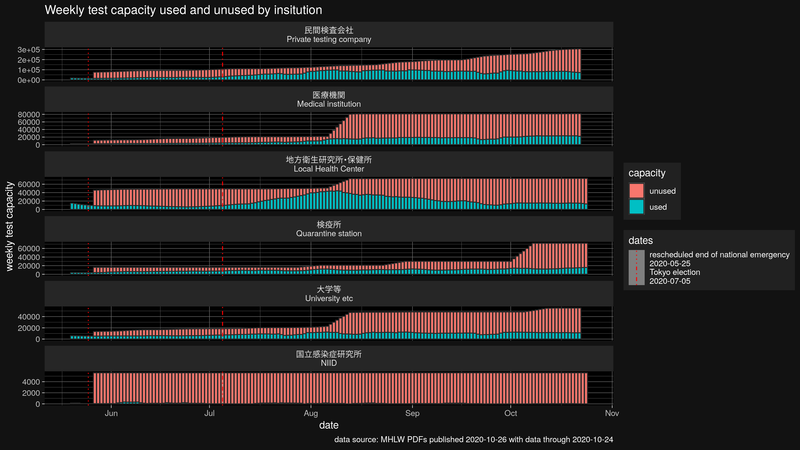 Weekly test capacity used and unused by insitution
民間検査会社
Private testing company
3e+05
2e+05
1e+05
0e+00
医療機関
Medical institution
80000
60000
40000
20000
0
地方衛生研究所・保健所
Local Health Center
60000
40000
20000
0
検疫所
Quarantine station
60000
40000
20000
0
大学等
University etc
40000
20000
0
国立感染症研究所
NIID
4000
2000
0
Jun Jul Aug Sep Oct Nov
date
weekly test capacity
capacity
unused
used
dates
rescheduled end of national emergency
2020-05-25
Tokyo election
2020-07-05
data source: MHLW PDFs published 2020-10-26 with data through 2020-10-24